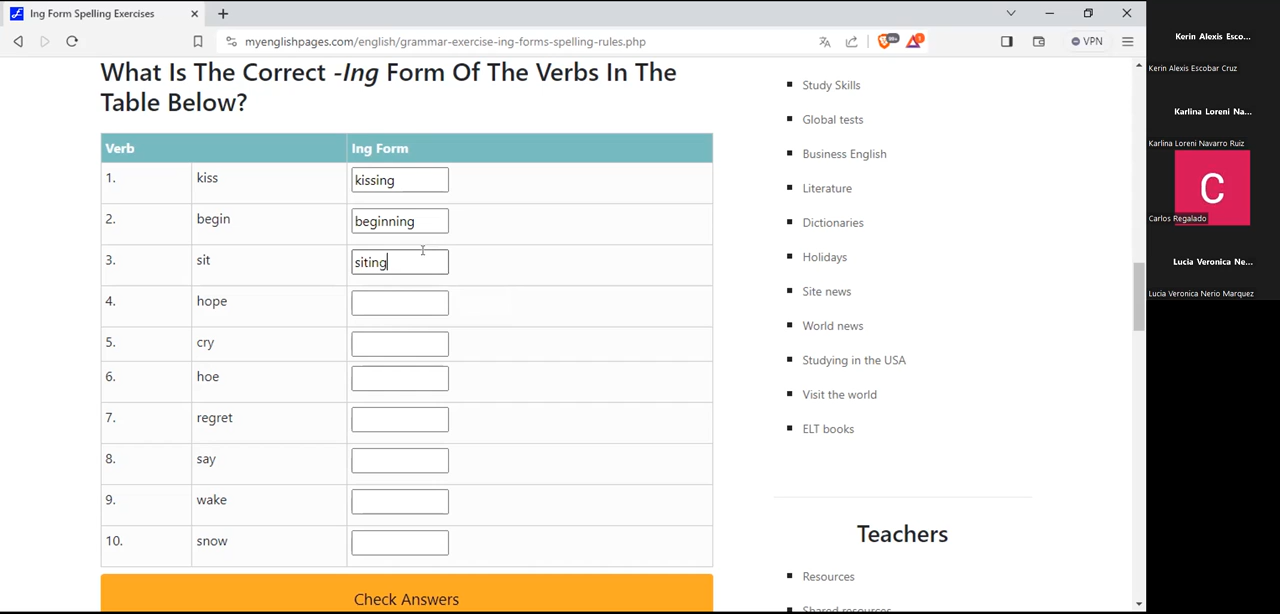 Ing Form Spelling Exercises
myenglishpages.com/english/grammar-exercise-ing-forms-spelling-rules.php
VPN
What Is The Correct -Ing Form Of The Verbs In The
Table Below?
Verb Ing Form
1. kiss kissing
2. begin beginning
3. sit siting
4. hope
5. cry
6. hoe
7. regret
8. say
9. wake
10. snow
Check Answers
Study Skills
Global tests
Business English
Literature
Dictionaries
Holidays
Site news
World news
Studying in the USA
Visit the world
ELT books
Teachers
Resources
Shared resources
Kerin Alexis Esco...
Kerin Alexis Escobar Cruz
Karlina Loreni Na...
Karlina Loreni Navarro Ruiz
C
Carlos Regalado
Lucia Veronica Ne...
Lucia Veronica Nerio Marquez